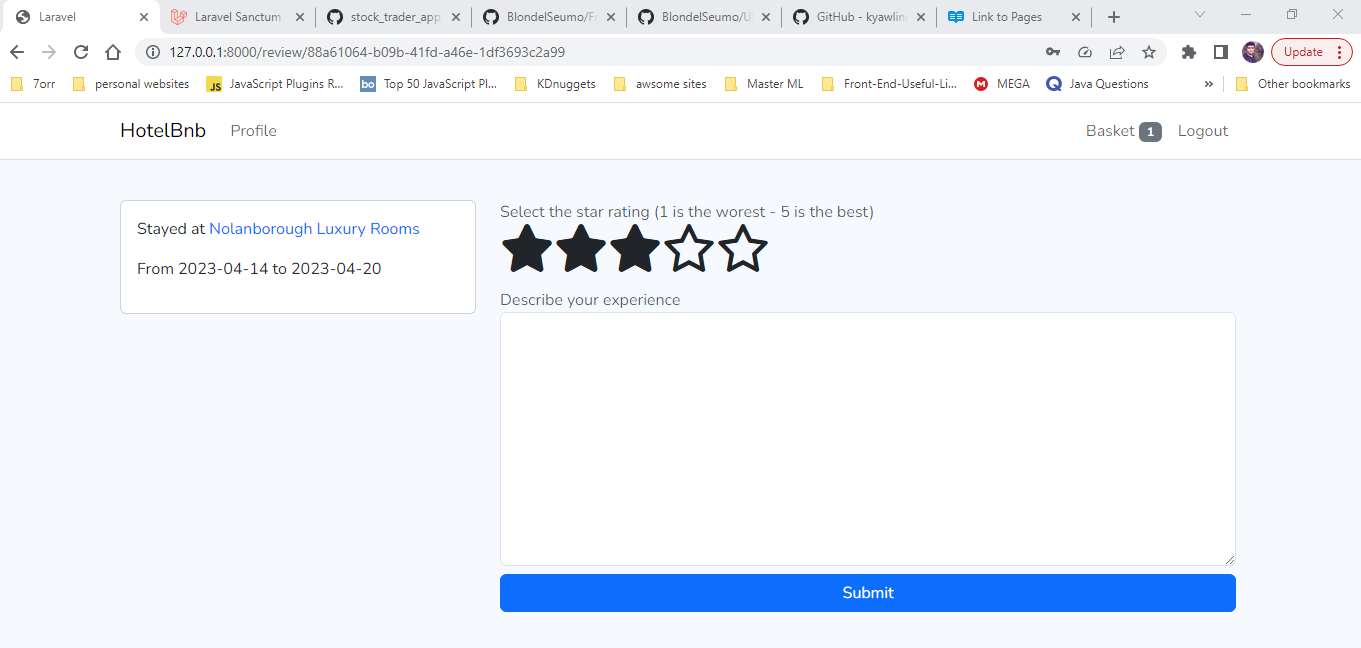 Laravel
Laravel Sanctum
stock_trader_app
BlondelSeumo/F
BlondelSeumo/U
GitHub - kyawlin
Link to Pages
127.0.0.1:8000/review/88a61064-b09b-41fd-a46e-1df3693c2a99
Update
7orr
personal websites
JS
JavaScript Plugins R...
bo
Top 50 JavaScript Pl...
KDnuggets
awsome sites
Master ML
Front-End-Useful-Li...
M
MEGA
Java Questions
»
Other bookmarks
HotelBnb
Profile
Basket 1
Logout
Stayed at Nolanborough Luxury Rooms
From 2023-04-14 to 2023-04-20
Select the star rating (1 is the worest - 5 is the best)
Describe your experience
Submit